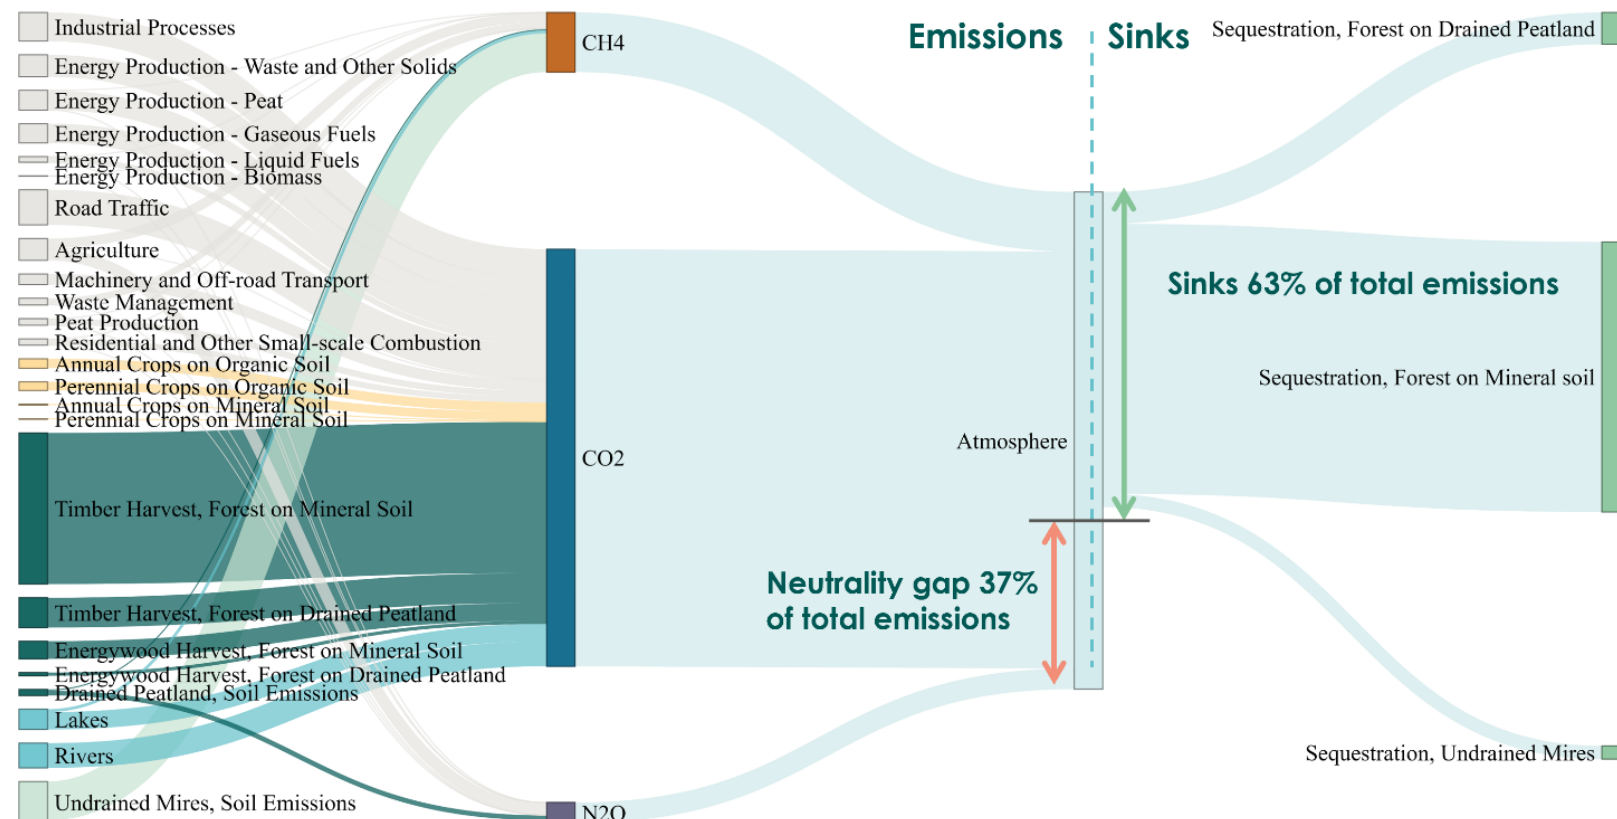 Industrial Processes
Energy Production - Waste and Other Solids
Energy Production - Peat
Energy Production - Gaseous Fuels
Energy Production - Liquid Fuels
Energy Production - Biomass
Road Traffic
Agriculture
Machinery and Off-road Transport
Waste Management
Peat Production
Residential and Other Small-scale Combustion
Annual Crops on Organic Soil
Perennial Crops on Organic Soil
Annual Crops on Mineral Soil
Perennial Crops on Mineral Soil
Timber Harvest, Forest on Mineral Soil
Timber Harvest, Forest on Drained Peatland
Energywood Harvest, Forest on Mineral Soil
Energywood Harvest, Forest on Drained Peatland
Drained Peatland, Soil Emissions
Lakes
Rivers
Undrained Mires, Soil Emissions
CH4
CO2
N2O
Emissions
Sinks
Atmosphere
Neutrality gap 37%
of total emissions
Sinks 63% of total emissions
Sequestration, Forest on Drained Peatland
Sequestration, Forest on Mineral soil
Sequestration, Undrained Mires